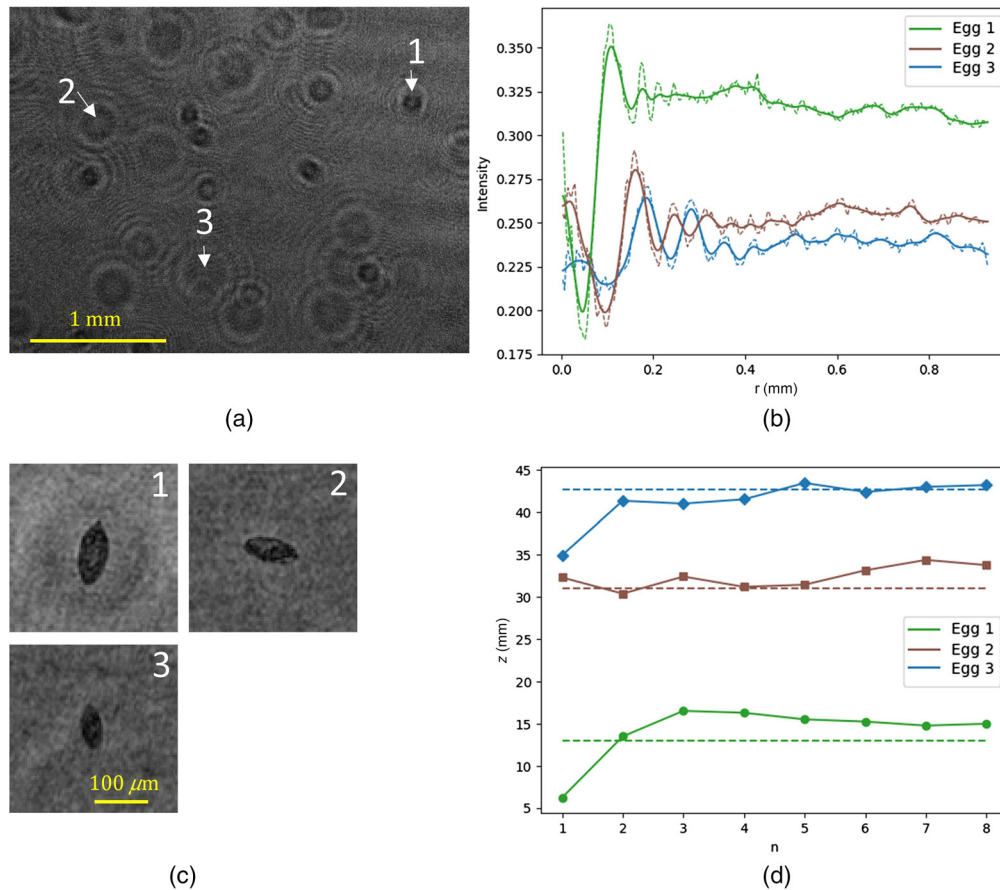 1
2
3
1 mm
(a)
0.350
0.325
0.300
0.275
0.250
0.225
0.200
0.175
Intensity
0.0 0.2 0.4 0.6 0.8
r (mm)
Egg 1
Egg 2
Egg 3
(b)
1
2
3
100 μm
(c)
45
40
35
30
25
20
15
10
5
z (mm)
Egg 1
Egg 2
Egg 3
1 2 3 4 5 6 7 8
n
(d)